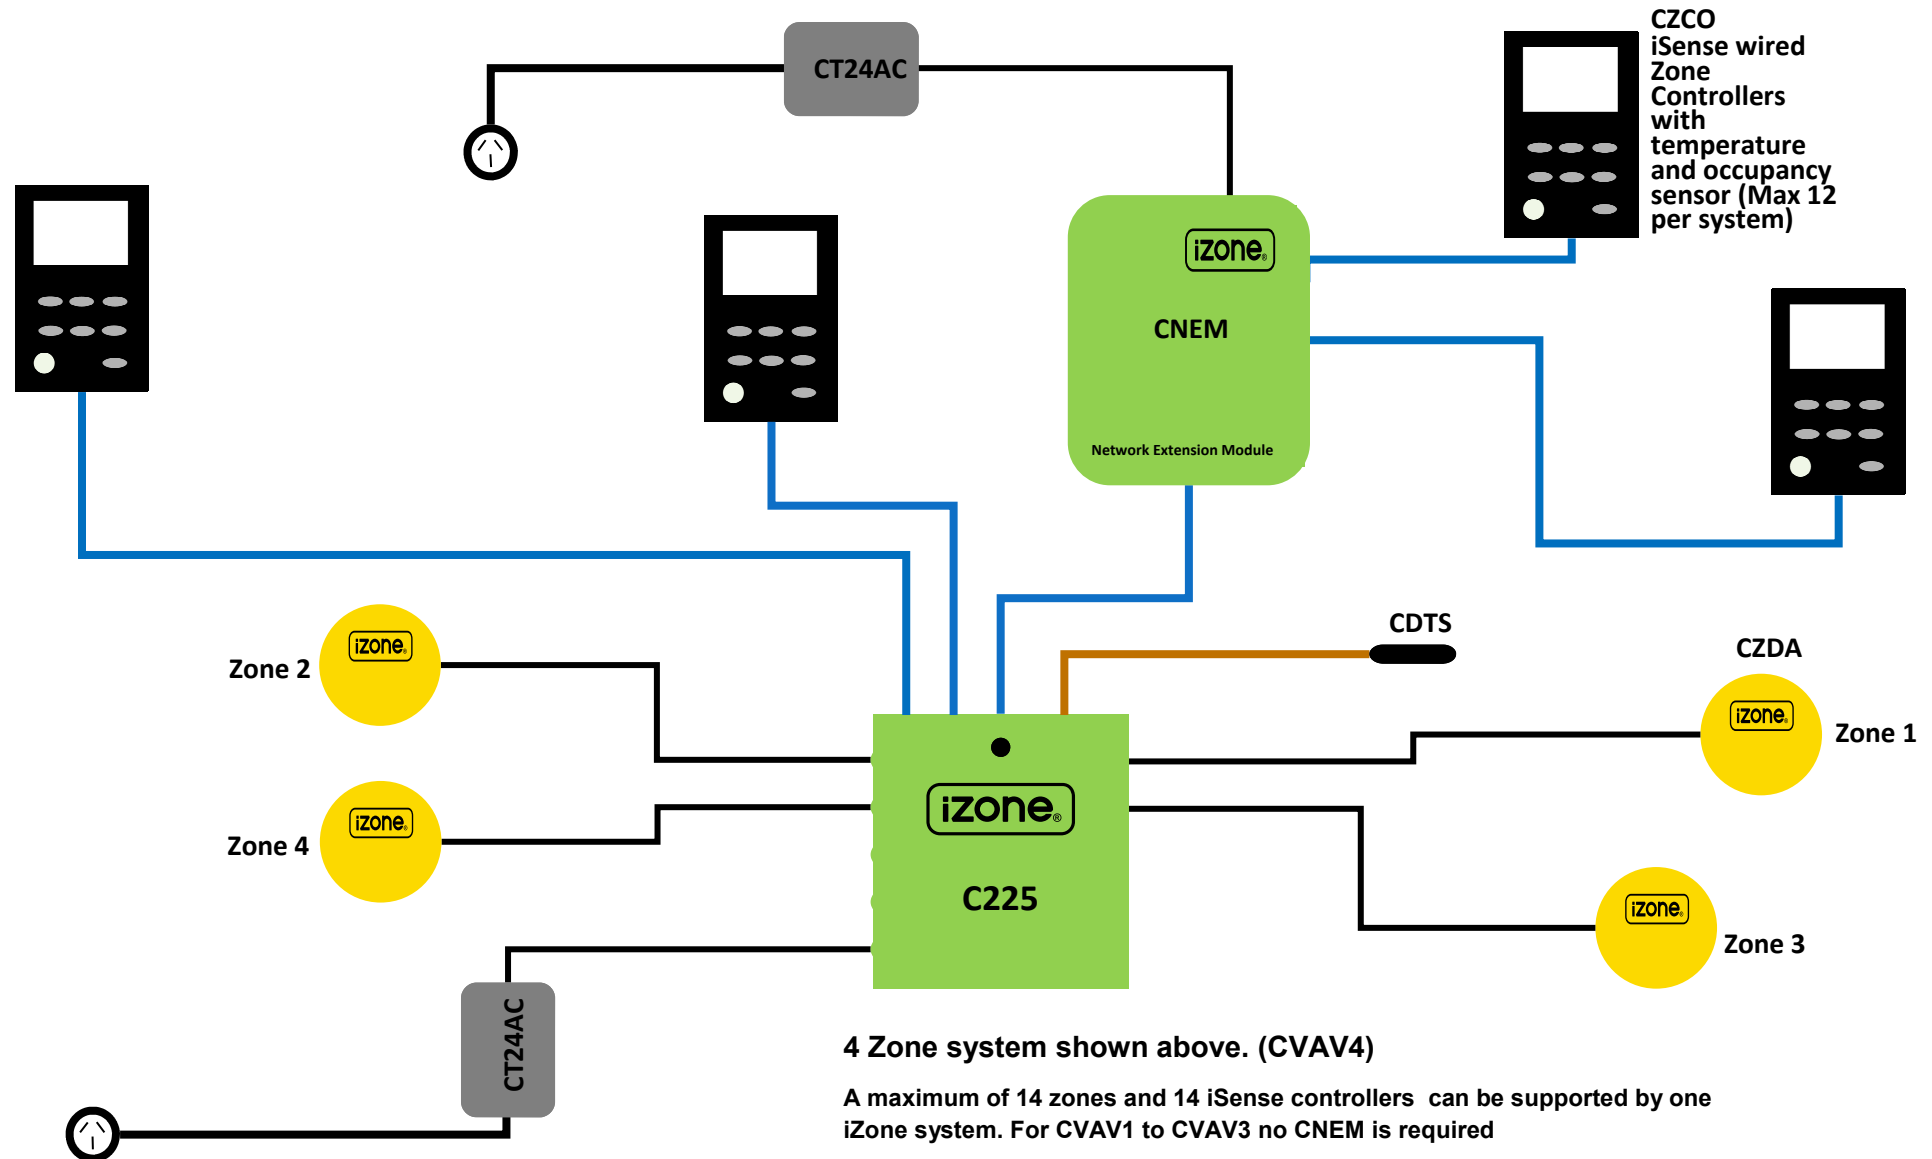 CZCO
iSense wired
Zone
Controllers
with
temperature
and occupancy
sensor (Max 12
per system)
CT24AC
iZone®
CNEM
Network Extension Module
CDTS
CZDA
iZone®
Zone 1
iZone®
Zone 2
iZone®
Zone 4
iZone®
C225
iZone®
Zone 3
CT24AC
4 Zone system shown above. (CVAV4)
A maximum of 14 zones and 14 iSense controllers can be supported by one
iZone system. For CVAV1 to CVAV3 no CNEM is required